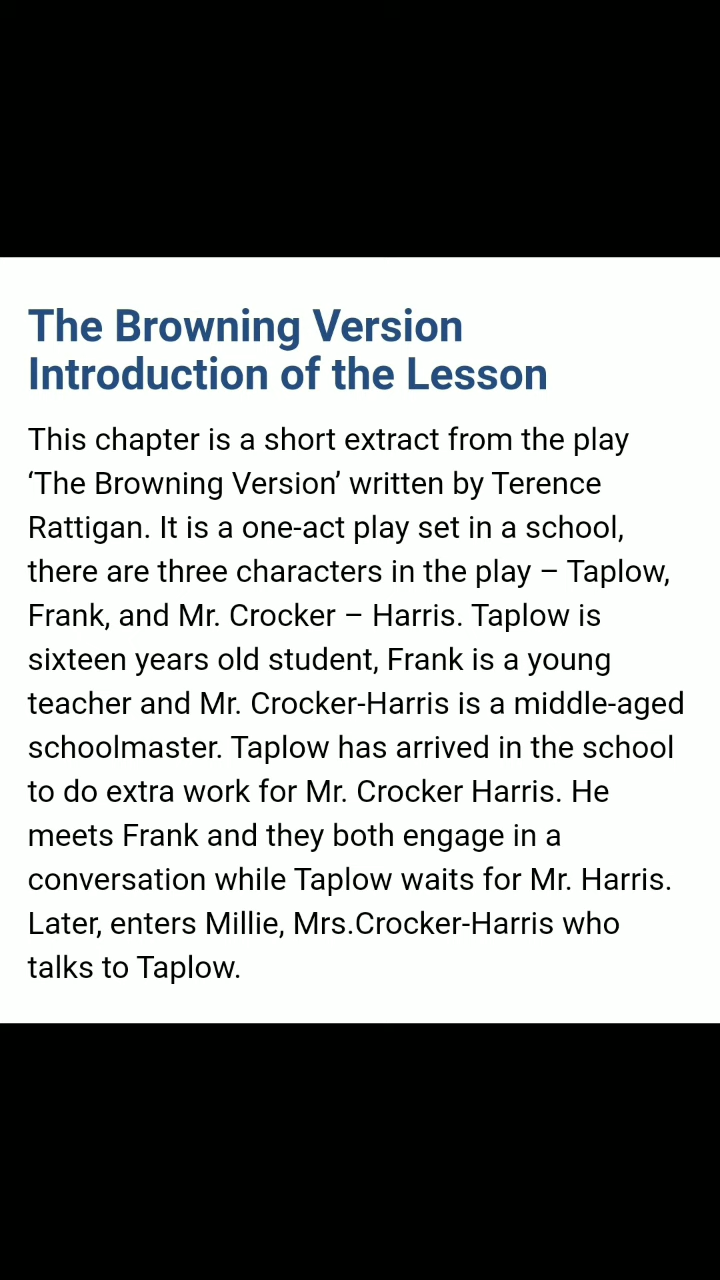 The Browning Version
Introduction of the Lesson
This chapter is a short extract from the play
‘The Browning Version’ written by Terence
Rattigan. It is a one-act play set in a school,
there are three characters in the play – Taplow,
Frank, and Mr. Crocker – Harris. Taplow is
sixteen years old student, Frank is a young
teacher and Mr. Crocker-Harris is a middle-aged
schoolmaster. Taplow has arrived in the school
to do extra work for Mr. Crocker Harris. He
meets Frank and they both engage in a
conversation while Taplow waits for Mr. Harris.
Later, enters Millie, Mrs.Crocker-Harris who
talks to Taplow.